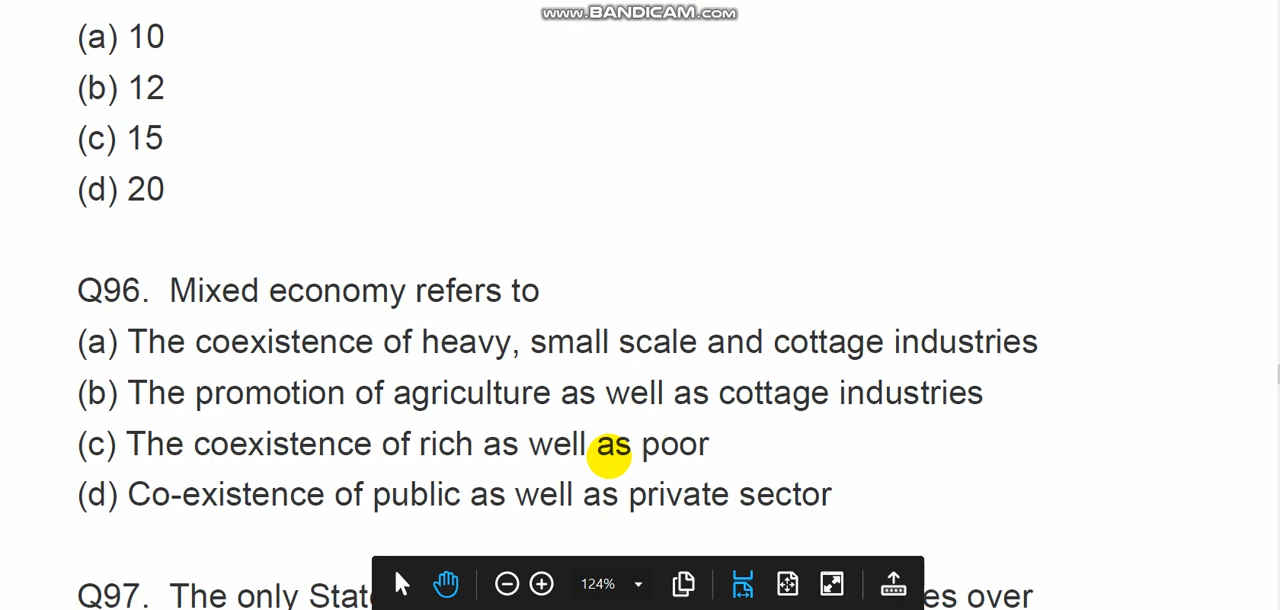 www.BANDICAM.com
(a) 10
(b) 12
(c) 15
(d) 20
Q96. Mixed economy refers to
(a) The coexistence of heavy, small scale and cottage industries
(b) The promotion of agriculture as well as cottage industries
(c) The coexistence of rich as well as poor
(d) Co-existence of public as well as private sector
124%
Q97. The only es over